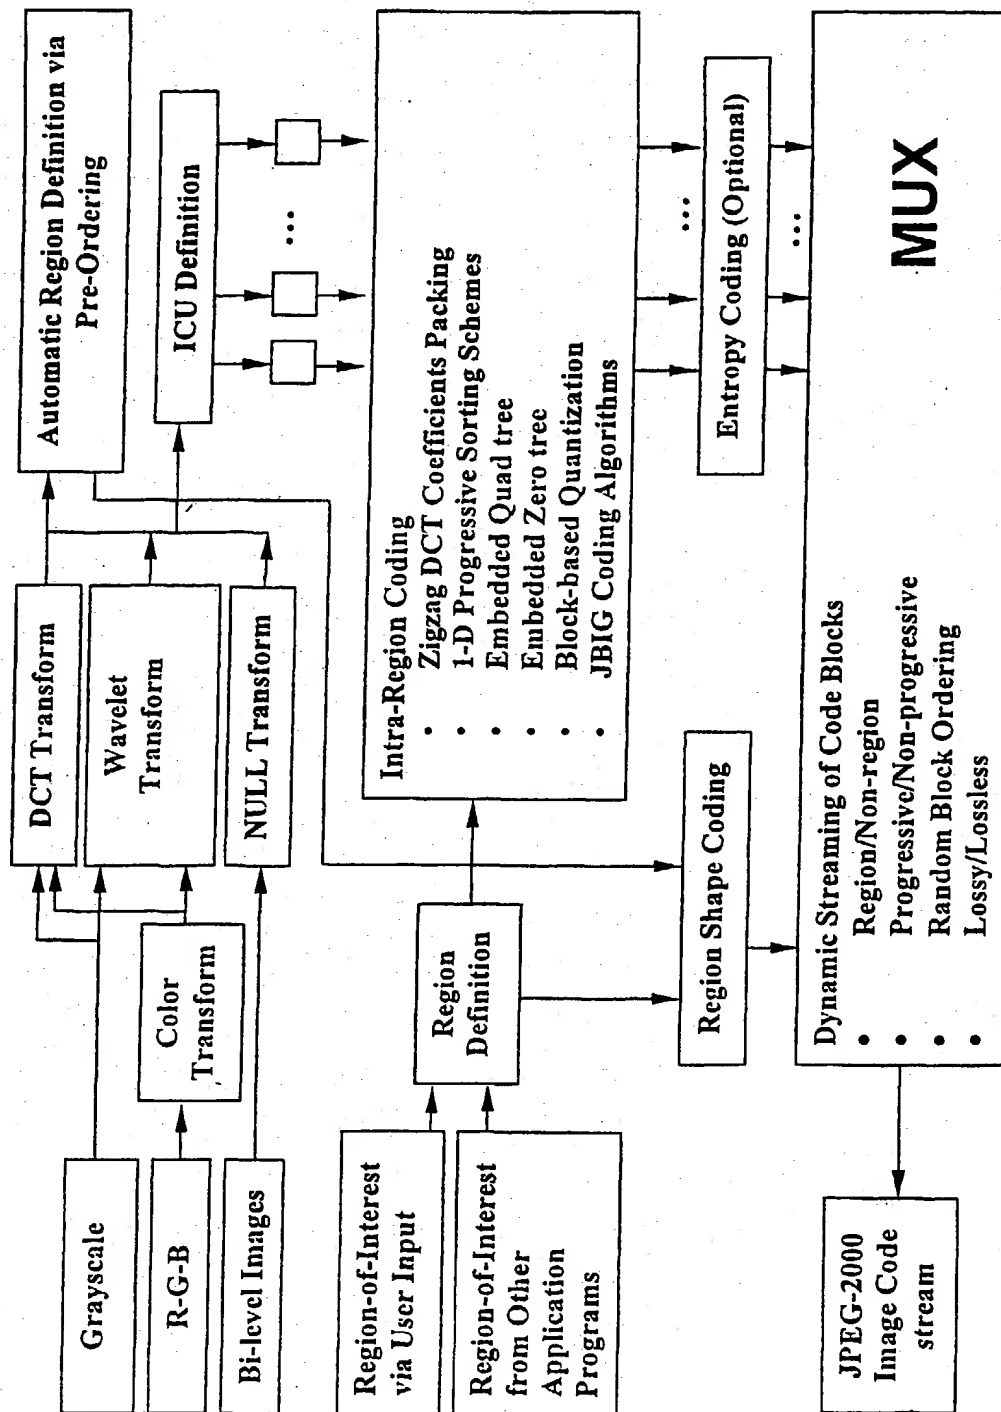 Grayscale
R-G-B
Bi-level Images
Color
Transform
DCT Transform
Wavelet
Transform
NULL Transform
Automatic Region Definition via
Pre-Ordering
ICU Definition
...
Region-of-Interest
via User Input
Region-of-Interest
from Other
Application
Programs
Region
Definition
Intra-Region Coding
• Zigzag DCT Coefficients Packing
• 1-D Progressive Sorting Schemes
• Embedded Quad tree
• Embedded Zero tree
• Block-based Quantization
• JBIG Coding Algorithms
...
Region Shape Coding
Entropy Coding (Optional)
...
JPEG-2000
Image Code
stream
Dynamic Streaming of Code Blocks
• Region/Non-region
• Progressive/Non-progressive
• Random Block Ordering
• Lossy/Lossless
MUX